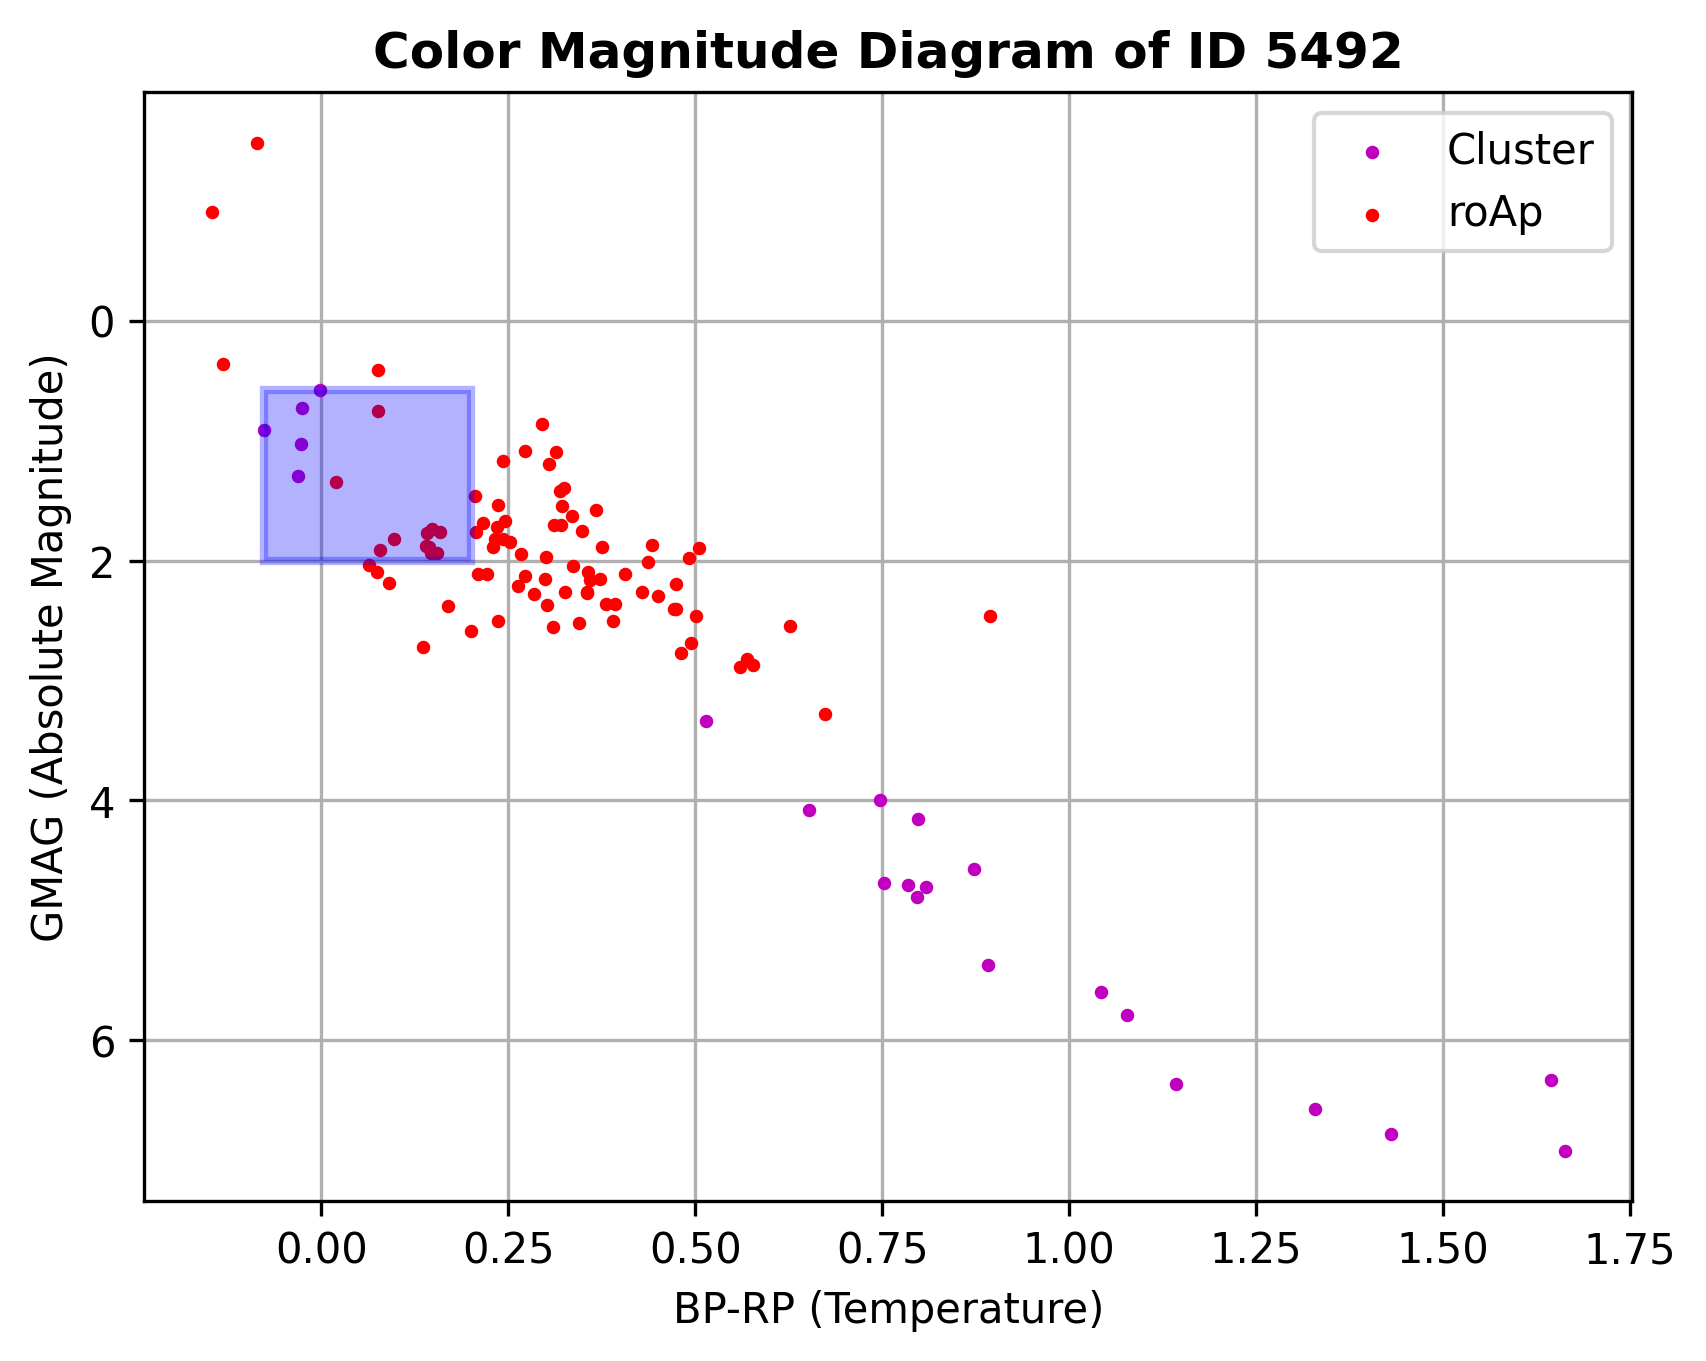 Color Magnitude Diagram of ID 5492
Cluster
roAp
GMAG (Absolute Magnitude)
0
2
4
6
0.00 0.25 0.50 0.75 1.00 1.25 1.50 1.75
BP-RP (Temperature)